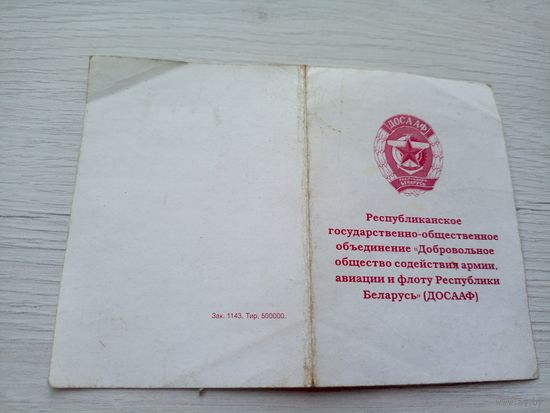 ДОСААФ
БЕЛАРУСЬ
Республиканское
государственно-общественное
объединение «Добровольное
общество содействия армии,
авиации и флоту Республики
Беларусь» (ДОСААФ)
Зак. 1143. Тир. 500000.